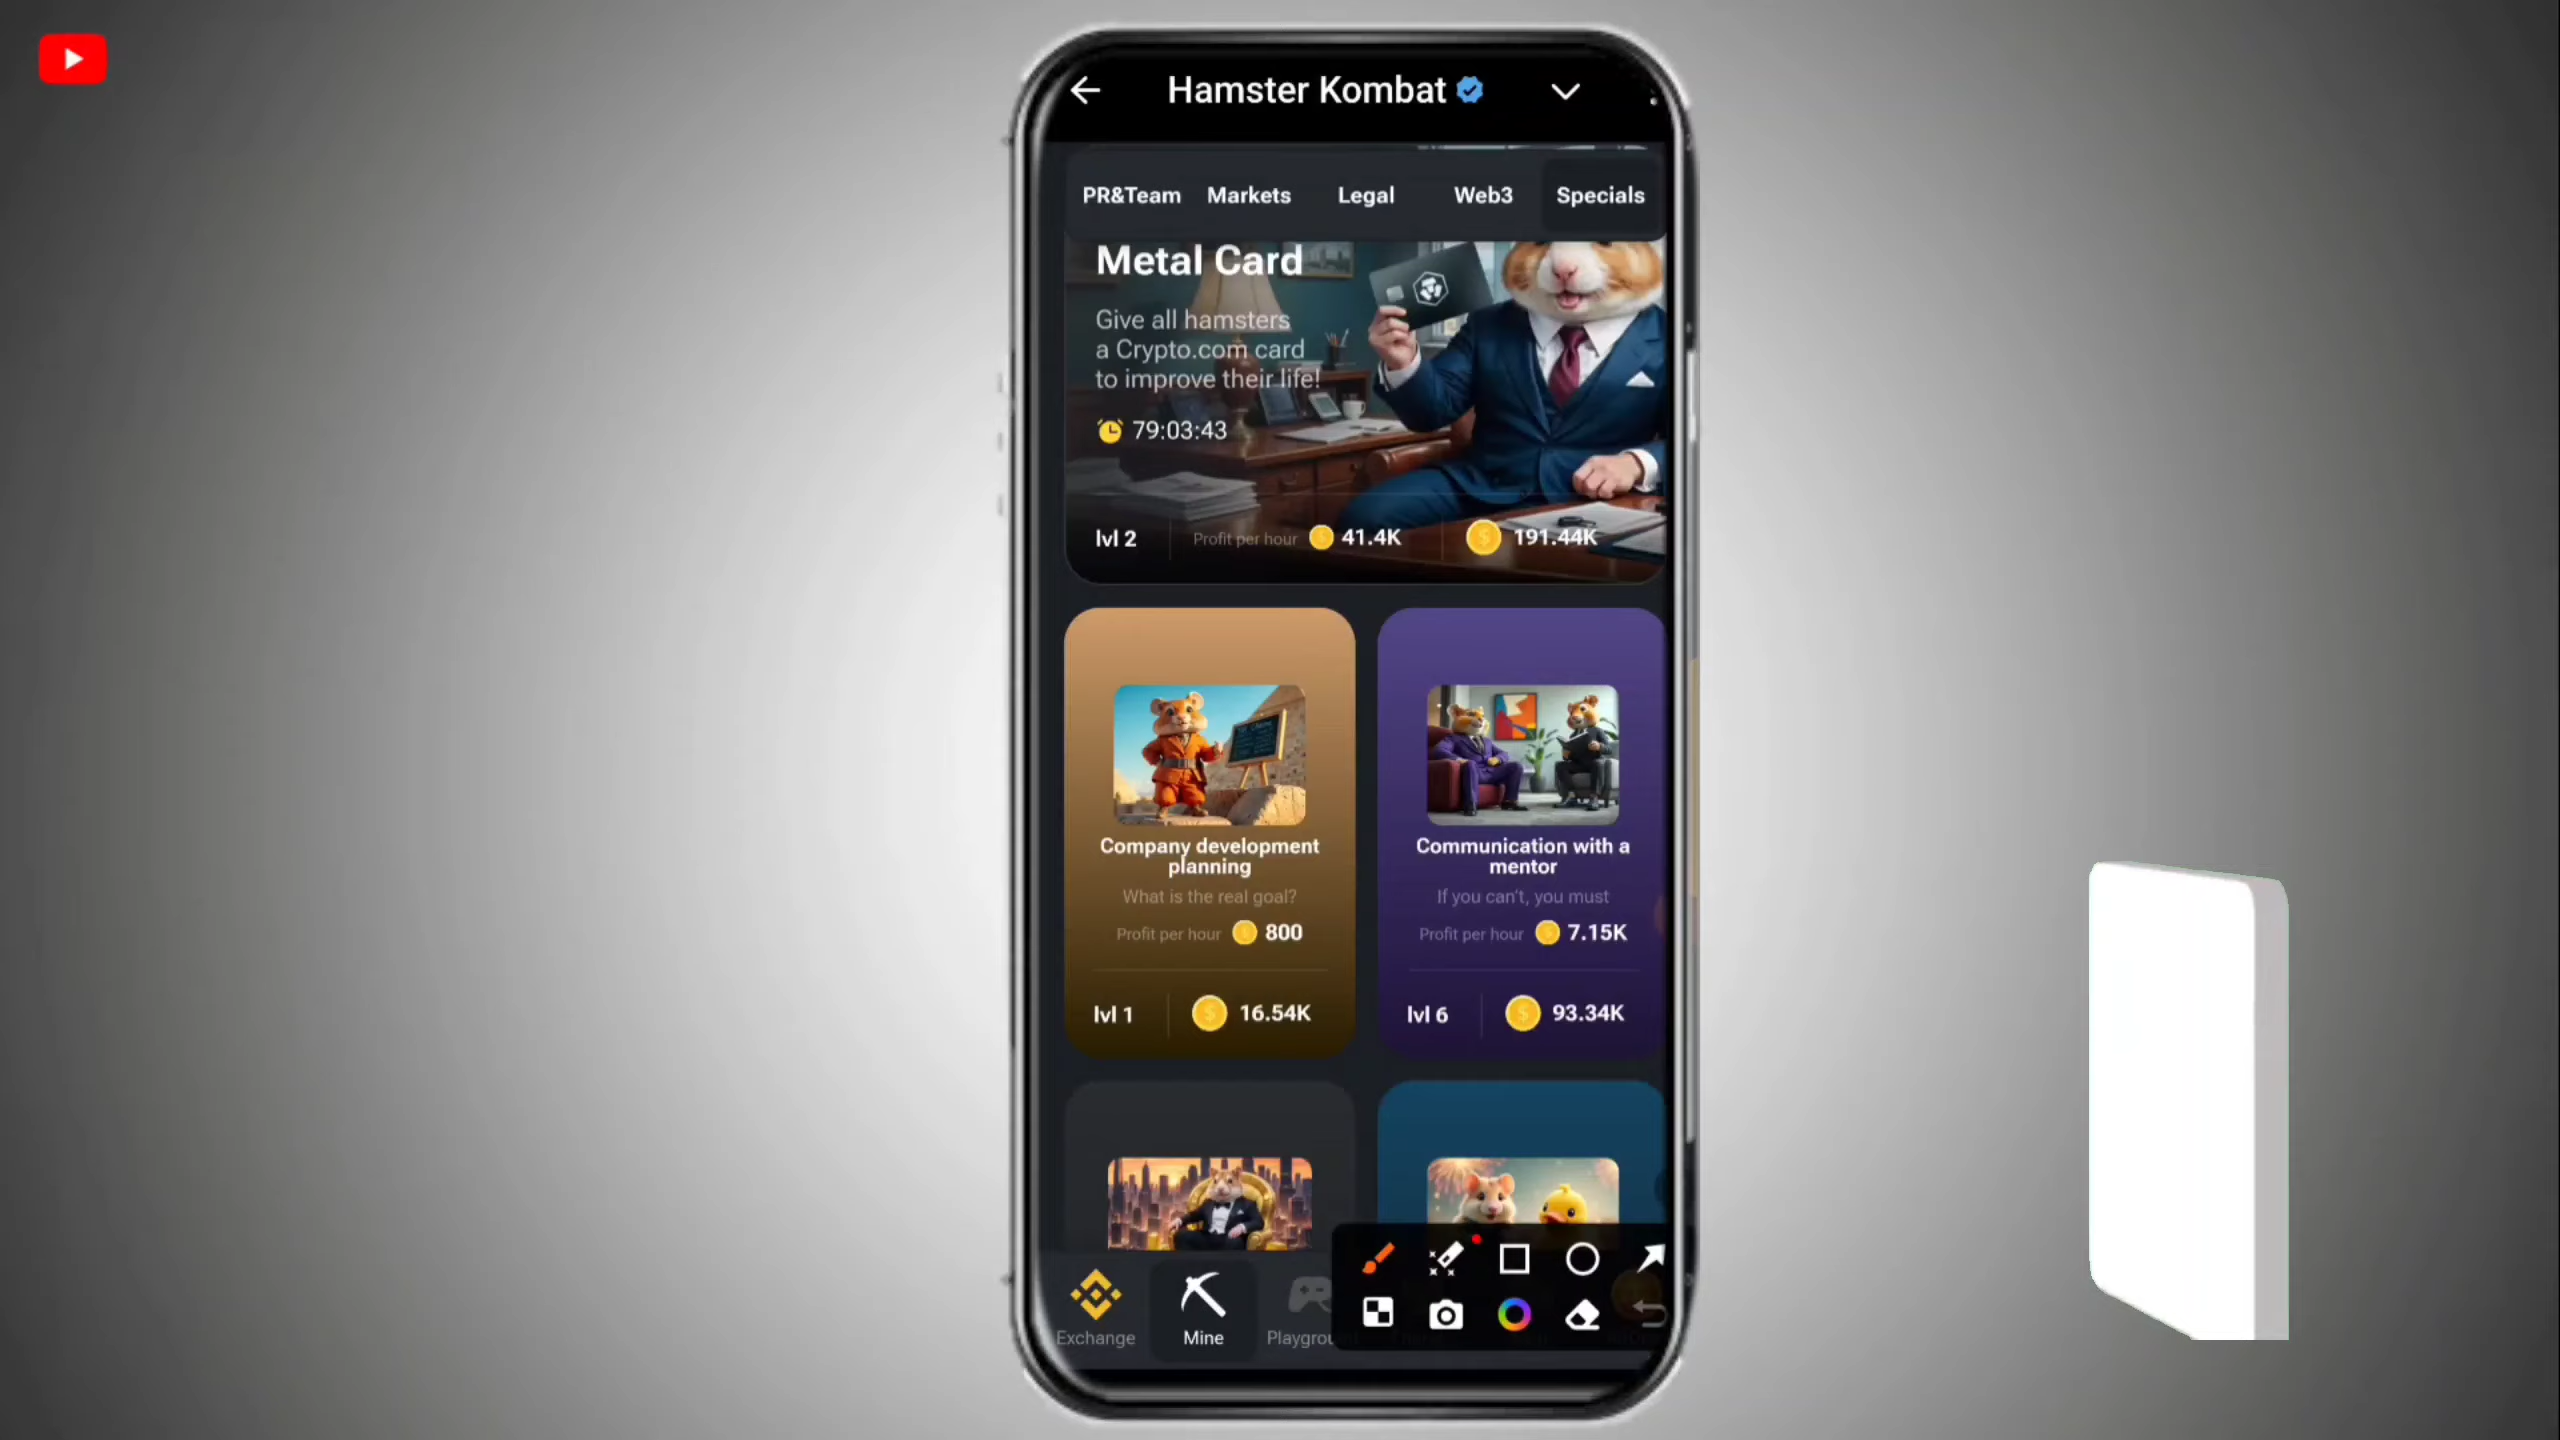 Hamster Kombat
PR&Team Markets Legal Web3 Specials
Metal Card
Give all hamsters
a Crypto.com card
to improve their life!
79:03:43
lvl 2 Profit per hour 41.4K 191.44K
Company development
planning
What is the real goal?
Profit per hour 800
lvl 1 16.54K
Communication with a
mentor
If you can't, you must
Profit per hour 7.15K
lvl 6 93.34K
Exchange Mine Playgrou